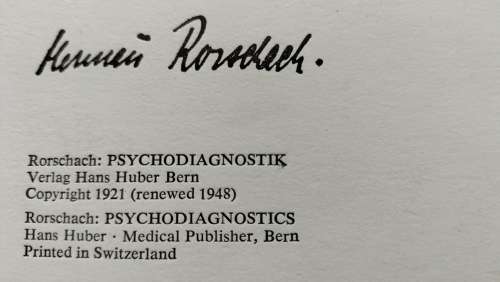 Hermann Rorschach.
Rorschach: PSYCHODIAGNOSTIK
Verlag Hans Huber Bern
Copyright 1921 (renewed 1948)
Rorschach: PSYCHODIAGNOSTICS
Hans Huber · Medical Publisher, Bern
Printed in Switzerland